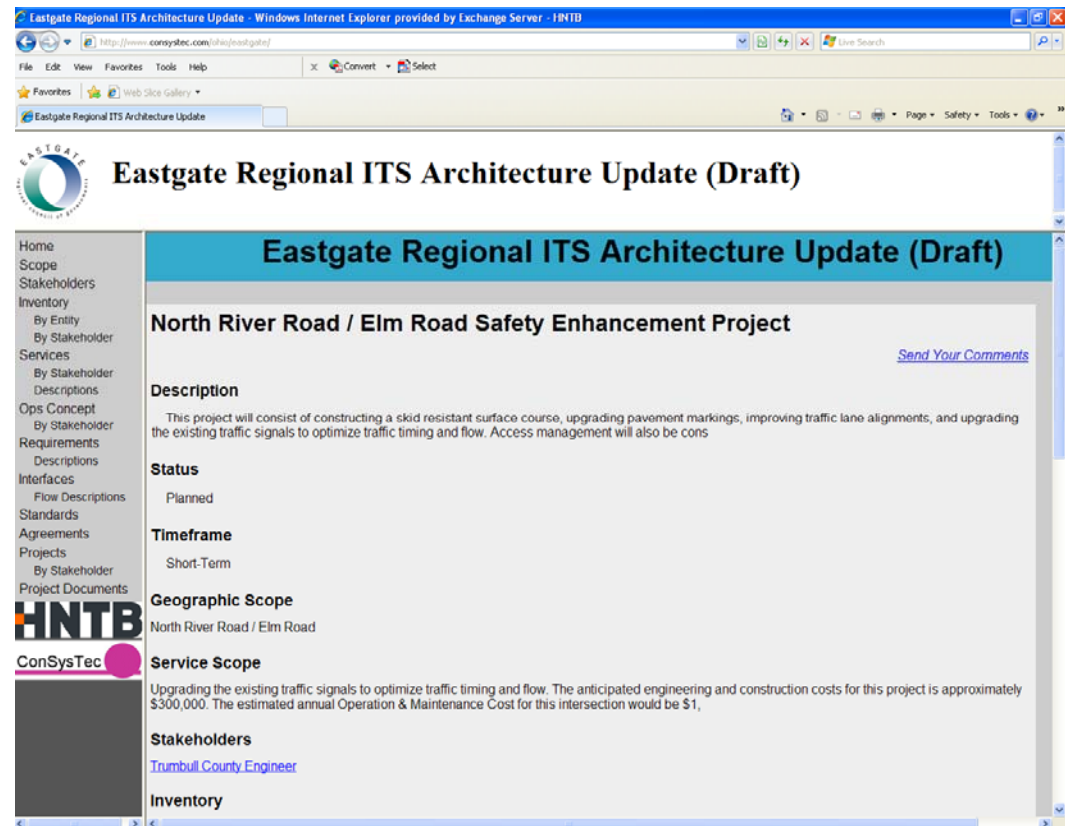 Eastgate Regional ITS Architecture Update - Windows Internet Explorer provided by Exchange Server - HNTB
http://www.consystec.com/ohio/eastgate/
Live Search
File Edit View Favorites Tools Help
x Convert Select
Favorites Web Slice Gallery
Eastgate Regional ITS Architecture Update
Page Safety Tools »
EASTGATE
Eastgate Regional ITS Architecture Update (Draft)
Home
Scope
Stakeholders
Inventory
By Entity
By Stakeholder
Services
By Stakeholder
Descriptions
Ops Concept
By Stakeholder
Requirements
Descriptions
Interfaces
Flow Descriptions
Standards
Agreements
Projects
By Stakeholder
Project Documents
HNTB
ConSysTec
Eastgate Regional ITS Architecture Update (Draft)
North River Road / Elm Road Safety Enhancement Project
Send Your Comments
Description
This project will consist of constructing a skid resistant surface course, upgrading pavement markings, improving traffic lane alignments, and upgrading
the existing traffic signals to optimize traffic timing and flow. Access management will also be cons
Status
Planned
Timeframe
Short-Term
Geographic Scope
North River Road / Elm Road
Service Scope
Upgrading the existing traffic signals to optimize traffic timing and flow. The anticipated engineering and construction costs for this project is approximately
$300,000. The estimated annual Operation & Maintenance Cost for this intersection would be $1,
Stakeholders
Trumbull County Engineer
Inventory